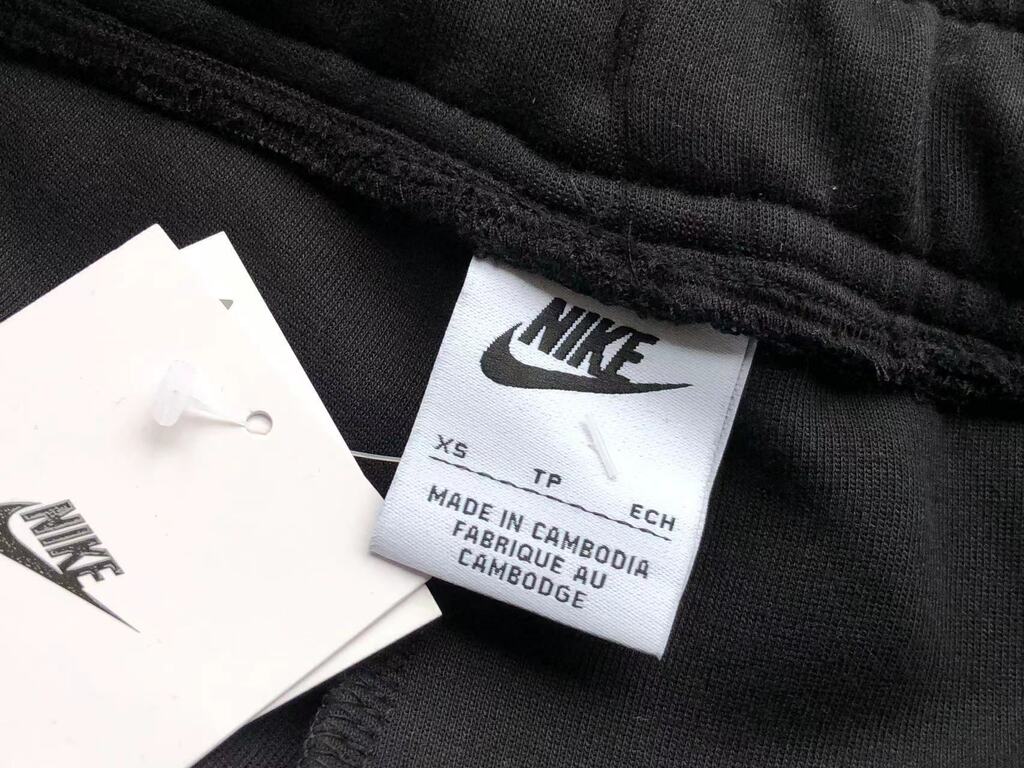 NIKE
XS TP ECH
MADE IN CAMBODIA
FABRIQUE AU
CAMBODGE
NIKE